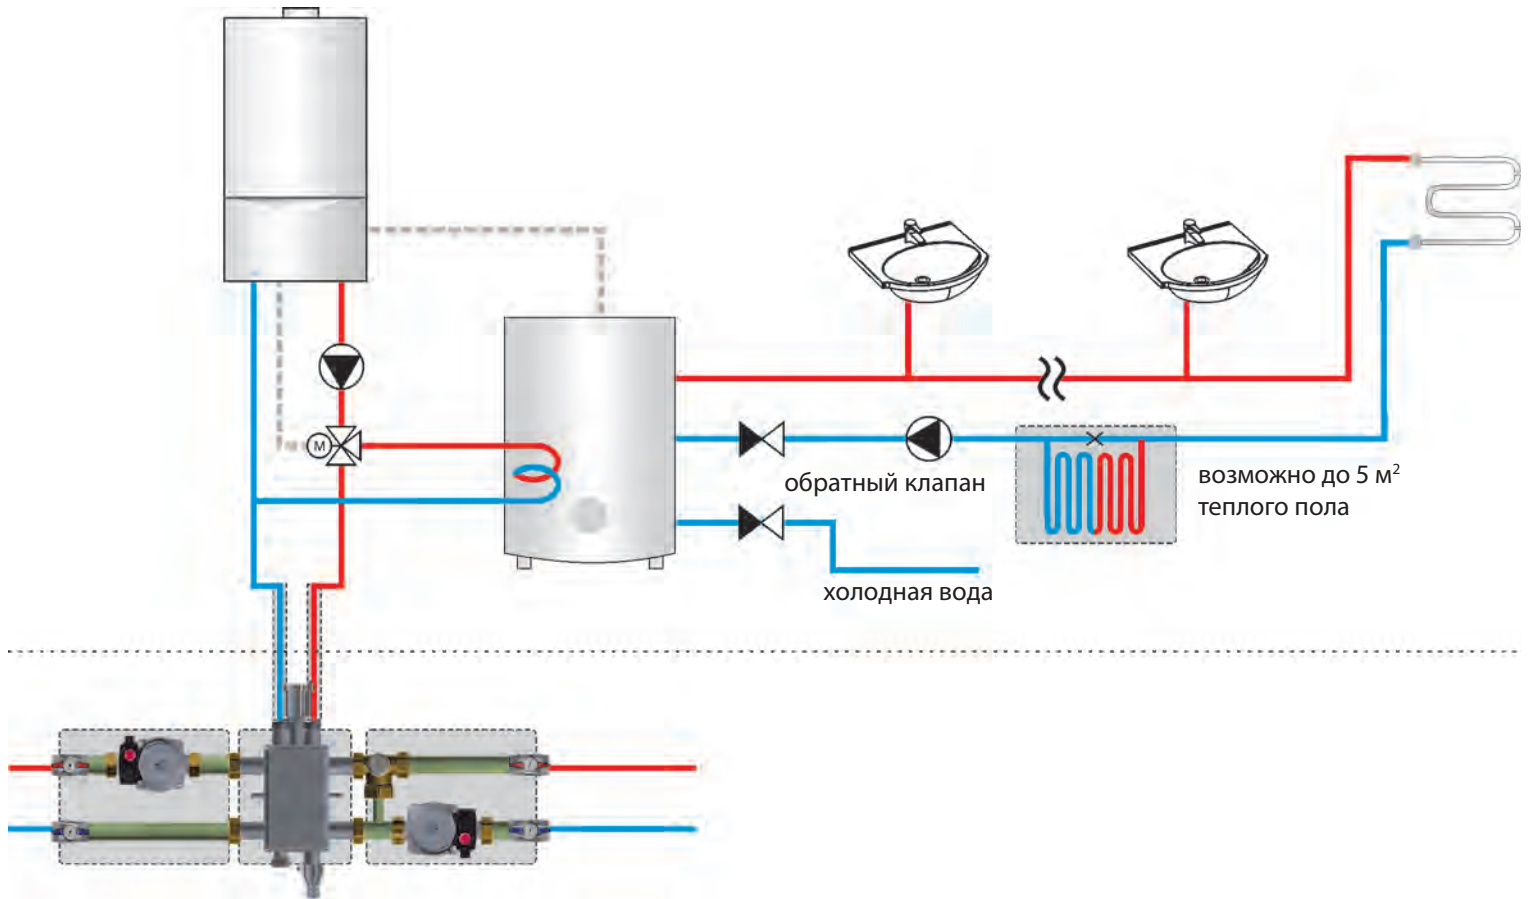 M
обратный клапан
возможно до 5 м²
теплого пола
холодная вода